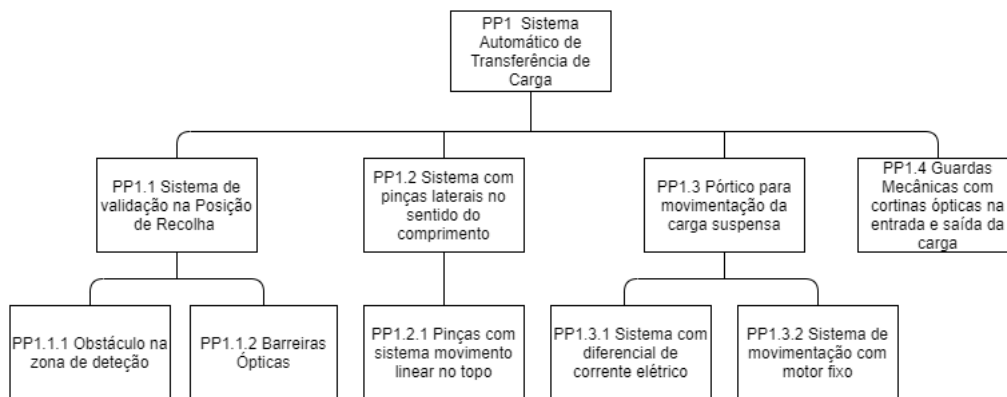 PP1  Sistema
Automático de
Transferência de
Carga
PP1.1 Sistema de
validação na Posição
de Recolha
PP1.2 Sistema com
pinças laterais no
sentido do
comprimento
PP1.3 Pórtico para
movimentação da
carga suspensa
PP1.4 Guardas
Mecânicas com
cortinas ópticas na
entrada e saída da
carga
PP1.1.1 Obstáculo na
zona de deteção
PP1.1.2 Barreiras
Ópticas
PP1.2.1 Pinças com
sistema movimento
linear no topo
PP1.3.1 Sistema com
diferencial de
corrente elétrico
PP1.3.2 Sistema de
movimentação com
motor fixo